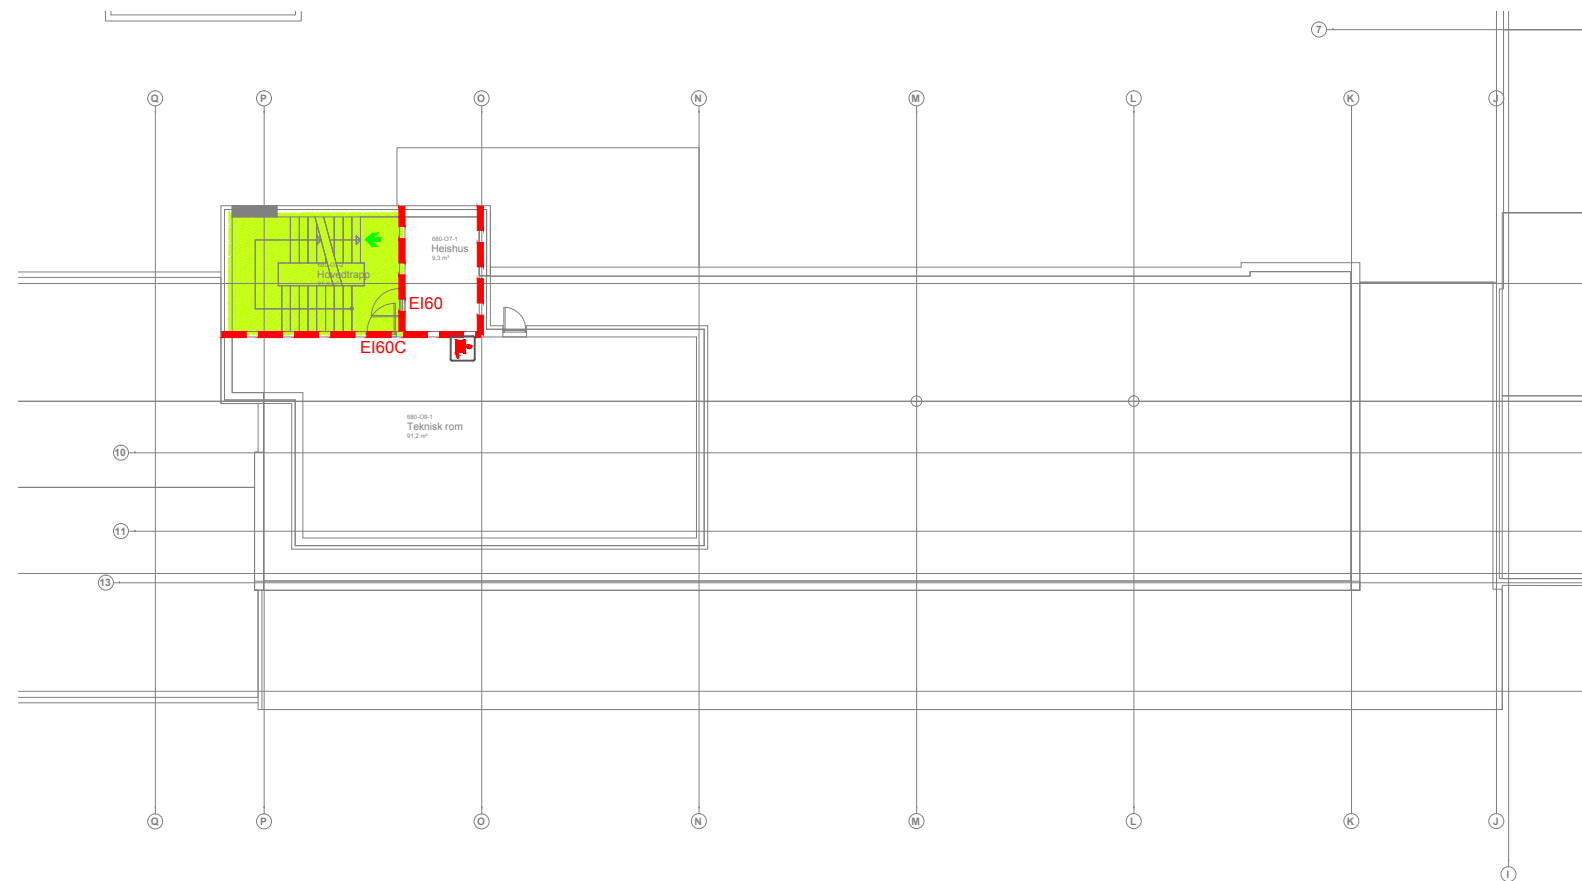 7
Q P O N M L K J
680-O7-1
Heishus
9,3 m²
Hovedtrapp
EI60
EI60C
680-O9-1
Teknisk rom
91,2 m²
10
11
13
Q P O N M L K J
I